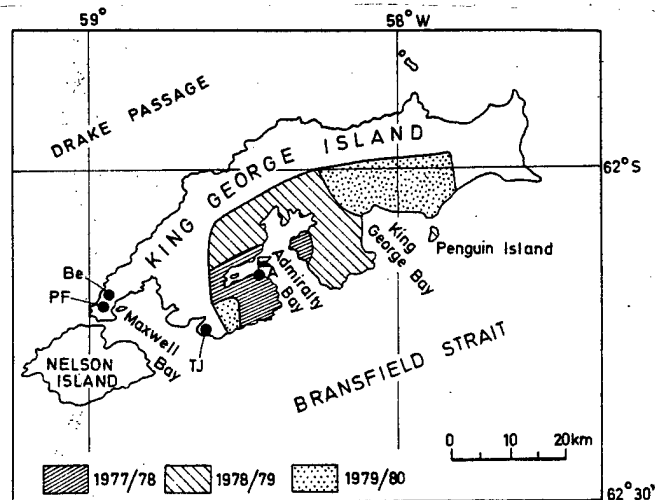 59° 58° W
DRAKE PASSAGE
KING GEORGE ISLAND
62°S
King George Bay
Penguin Island
Admiralty Bay
A
Be
PF
Maxwell Bay
TJ
NELSON ISLAND
BRANSFIELD STRAIT
0 10 20km
1977/78 1978/79 1979/80
62°30'